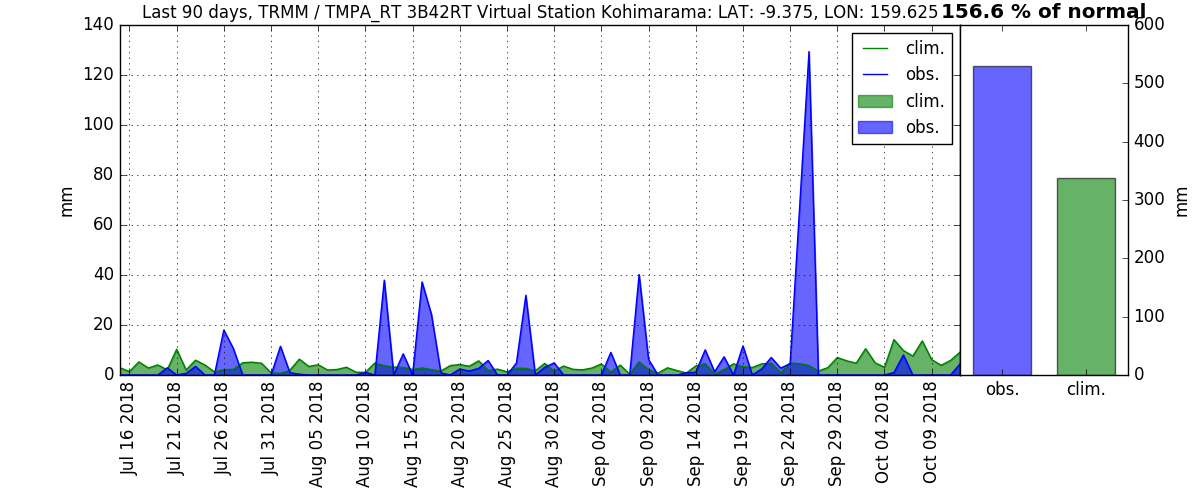 Last 90 days, TRMM / TMPA_RT 3B42RT Virtual Station Kohimarama: LAT: -9.375, LON: 159.625
156.6 % of normal
140
120
100
80
60
40
20
0
mm
clim.
obs.
clim.
obs.
Jul 16 2018
Jul 21 2018
Jul 26 2018
Jul 31 2018
Aug 05 2018
Aug 10 2018
Aug 15 2018
Aug 20 2018
Aug 25 2018
Aug 30 2018
Sep 04 2018
Sep 09 2018
Sep 14 2018
Sep 19 2018
Sep 24 2018
Sep 29 2018
Oct 04 2018
Oct 09 2018
600
500
400
300
200
100
0
mm
obs.
clim.